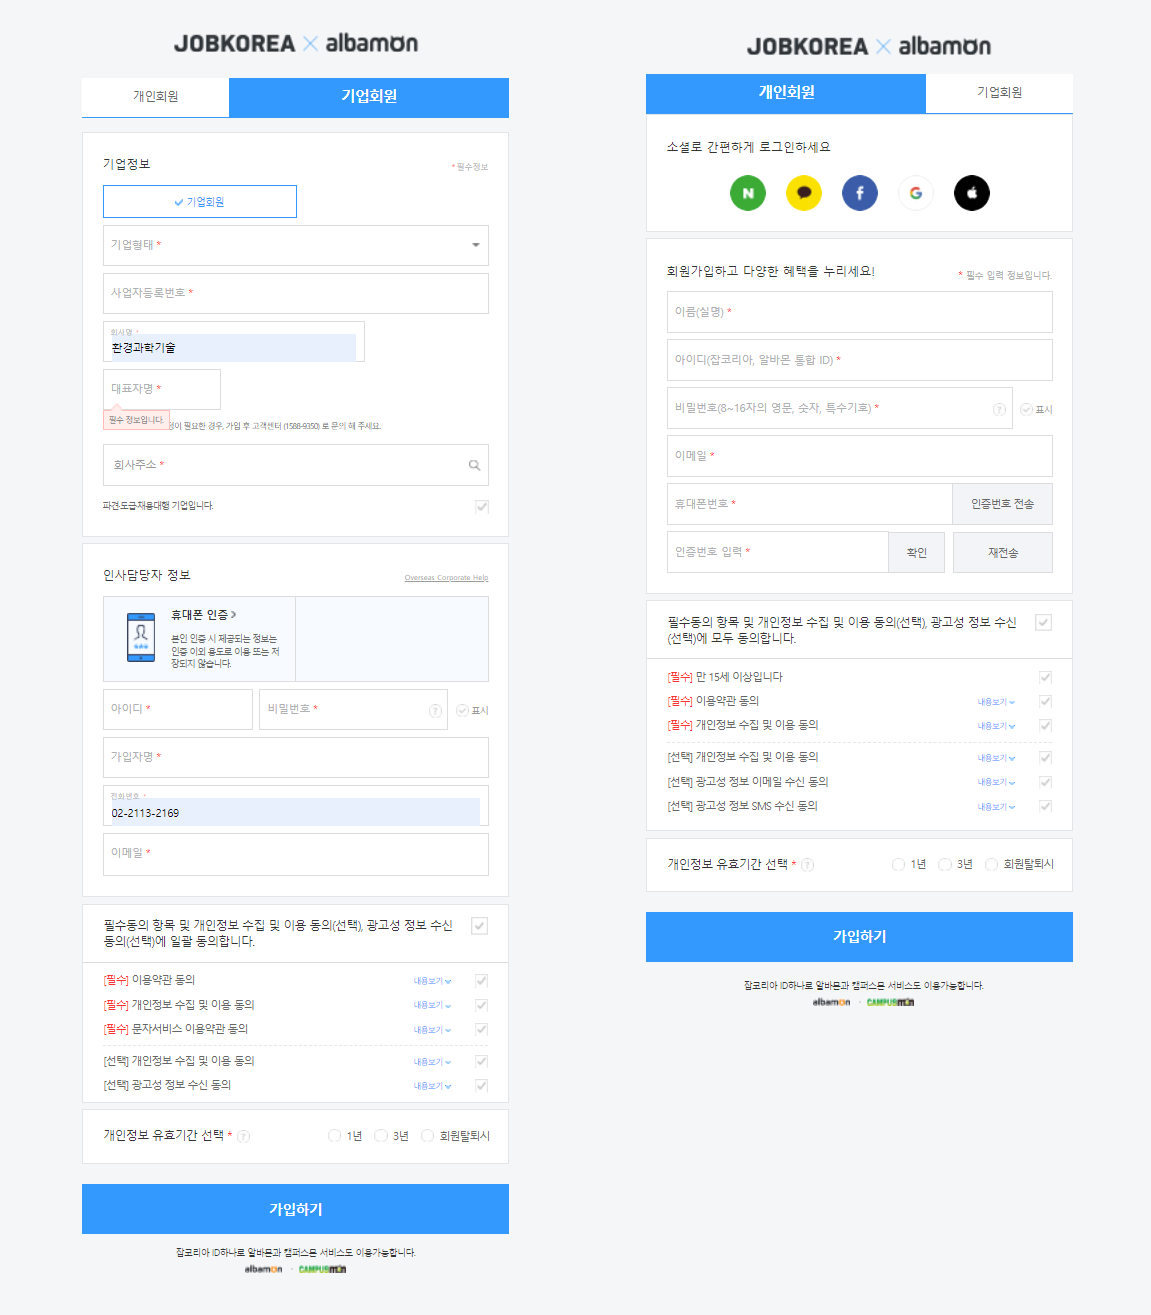 JOBKOREA × albamon
개인회원
기업회원
기업정보
* 필수정보
기업회원
기업형태 *
사업자등록번호 *
회사명 *
환경과학기술
대표자명 *
필수 정보입니다.
이 필요한 경우, 가입 후 고객센터 (1588-9350) 로 문의 해 주세요.
회사주소 *
파견·도급·채용대행 기업입니다.
인사담당자 정보
Overseas Corporate Help
휴대폰 인증 >
본인 인증 시 제공되는 정보는
인증 이외 용도로 이용 또는 저
장되지 않습니다.
아이디 *
비밀번호 *
?
표시
가입자명 *
전화번호 *
02-2113-2169
이메일 *
필수동의 항목 및 개인정보 수집 및 이용 동의(선택), 광고성 정보 수신
동의(선택)에 일괄 동의합니다.
[필수] 이용약관 동의 내용보기
[필수] 개인정보 수집 및 이용 동의 내용보기
[필수] 문자서비스 이용약관 동의 내용보기
[선택] 개인정보 수집 및 이용 동의 내용보기
[선택] 광고성 정보 수신 동의 내용보기
개인정보 유효기간 선택 * ? 1년 3년 회원탈퇴시
가입하기
잡코리아 ID하나로 알바몬과 캠퍼스몬 서비스도 이용가능합니다.
albamon · CAMPUSMON
JOBKOREA × albamon
개인회원
기업회원
소셜로 간편하게 로그인하세요
N
f
G
회원가입하고 다양한 혜택을 누리세요!
* 필수 입력 정보입니다.
이름(실명) *
아이디(잡코리아, 알바몬 통합 ID) *
비밀번호(8~16자의 영문, 숫자, 특수기호) *
?
표시
이메일 *
휴대폰번호 *
인증번호 전송
인증번호 입력 *
확인
재전송
필수동의 항목 및 개인정보 수집 및 이용 동의(선택), 광고성 정보 수신
(선택)에 모두 동의합니다.
[필수] 만 15세 이상입니다
[필수] 이용약관 동의 내용보기
[필수] 개인정보 수집 및 이용 동의 내용보기
[선택] 개인정보 수집 및 이용 동의 내용보기
[선택] 광고성 정보 이메일 수신 동의 내용보기
[선택] 광고성 정보 SMS 수신 동의 내용보기
개인정보 유효기간 선택 * ? 1년 3년 회원탈퇴시
가입하기
잡코리아 ID하나로 알바몬과 캠퍼스몬 서비스도 이용가능합니다.
albamon · CAMPUSMON